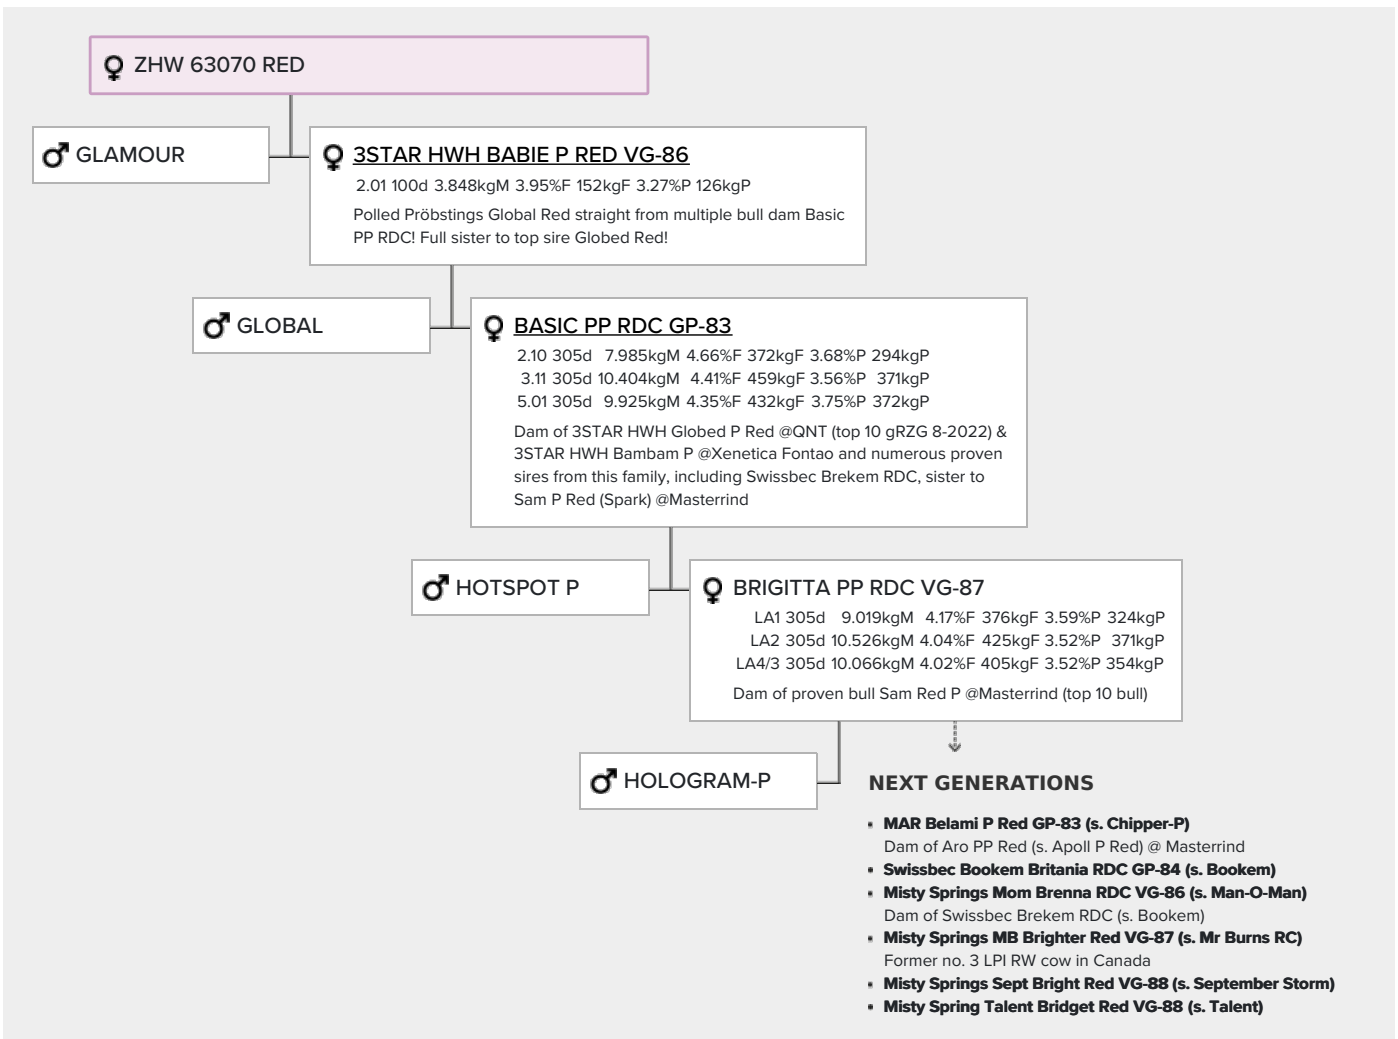 ZHW 63070 RED
GLAMOUR
3STAR HWH BABIE P RED VG-86
2.01 100d 3.848kgM 3.95%F 152kgF 3.27%P 126kgP
Polled Pröbstings Global Red straight from multiple bull dam Basic
PP RDC! Full sister to top sire Globed Red!
GLOBAL
BASIC PP RDC GP-83
2.10 305d 7.985kgM 4.66%F 372kgF 3.68%P 294kgP
3.11 305d 10.404kgM 4.41%F 459kgF 3.56%P 371kgP
5.01 305d 9.925kgM 4.35%F 432kgF 3.75%P 372kgP
Dam of 3STAR HWH Globed P Red @QNT (top 10 gRZG 8-2022) &
3STAR HWH Bambam P @Xenetica Fontao and numerous proven
sires from this family, including Swissbec Brekem RDC, sister to
Sam P Red (Spark) @Masterrind
HOTSPOT P
BRIGITTA PP RDC VG-87
LA1 305d 9.019kgM 4.17%F 376kgF 3.59%P 324kgP
LA2 305d 10.526kgM 4.04%F 425kgF 3.52%P 371kgP
LA4/3 305d 10.066kgM 4.02%F 405kgF 3.52%P 354kgP
Dam of proven bull Sam Red P @Masterrind (top 10 bull)
HOLOGRAM-P
NEXT GENERATIONS
MAR Belami P Red GP-83 (s. Chipper-P)
Dam of Aro PP Red (s. Apoll P Red) @ Masterrind
Swissbec Bookem Britania RDC GP-84 (s. Bookem)
Misty Springs Mom Brenna RDC VG-86 (s. Man-O-Man)
Dam of Swissbec Brekem RDC (s. Bookem)
Misty Springs MB Brighter Red VG-87 (s. Mr Burns RC)
Former no. 3 LPI RW cow in Canada
Misty Springs Sept Bright Red VG-88 (s. September Storm)
Misty Spring Talent Bridget Red VG-88 (s. Talent)